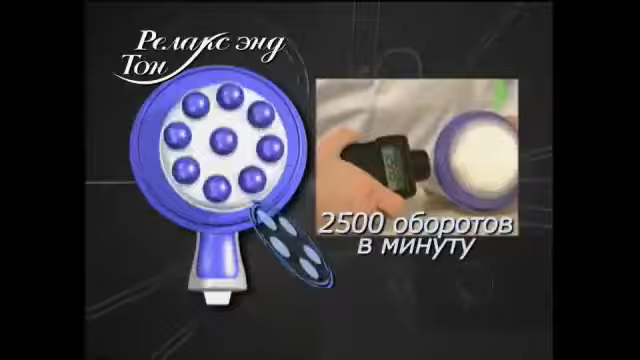 Релакс энд
Тон
2500 оборотов
в минуту